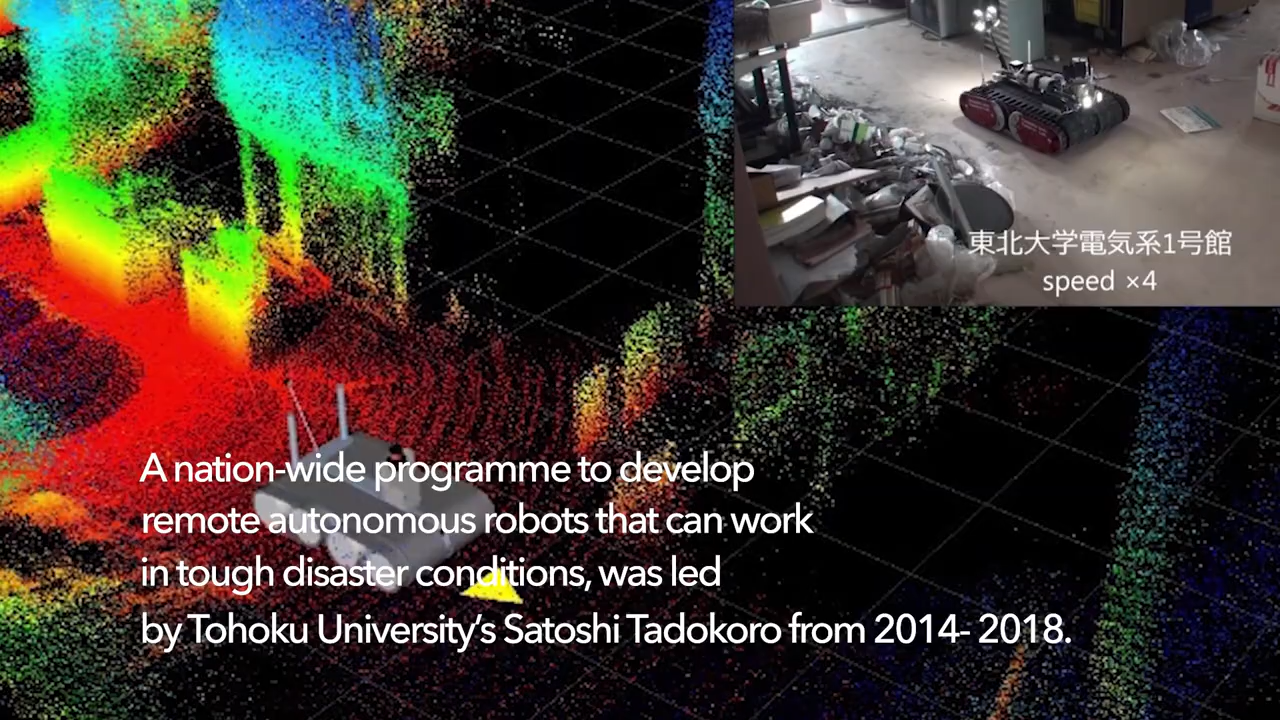 東北大学電気系1号館
speed ×4
A nation-wide programme to develop
remote autonomous robots that can work
in tough disaster conditions, was led
by Tohoku University's Satoshi Tadokoro from 2014- 2018.